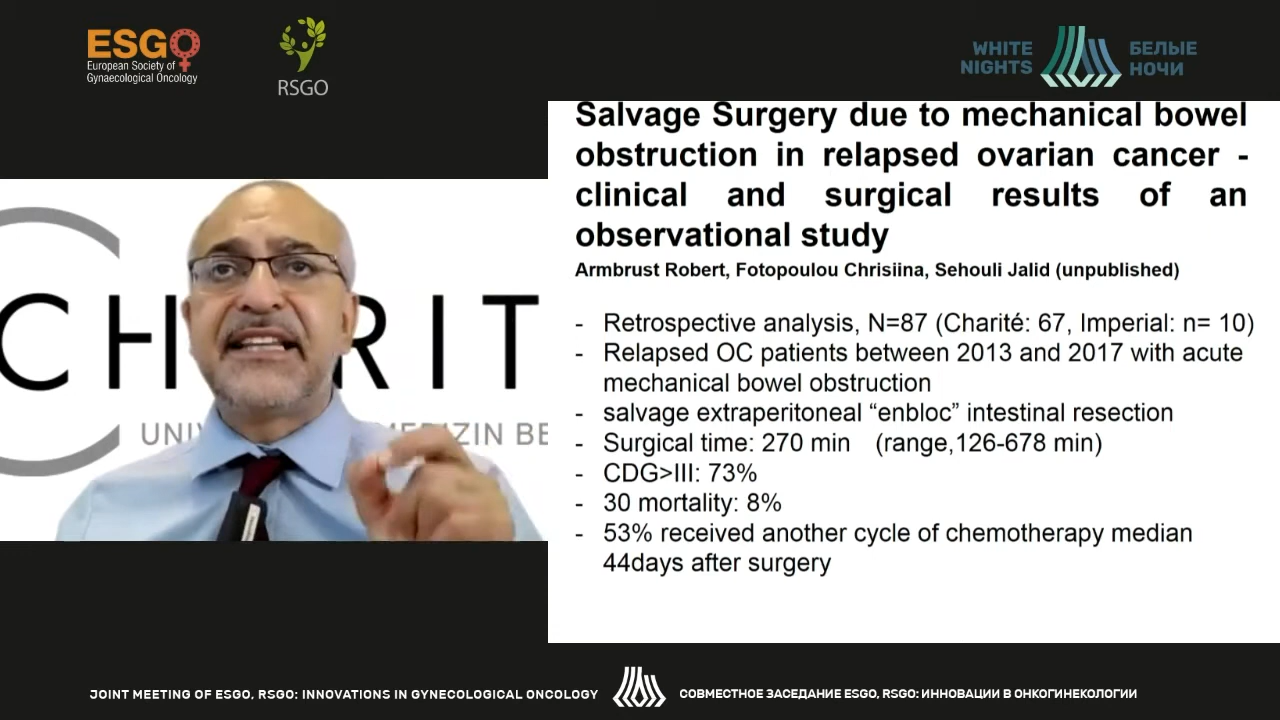 ESGO
European Society of
Gynaecological Oncology
RSGO
WHITE
NIGHTS
БЕЛЫЕ
НОЧИ
Salvage Surgery due to mechanical bowel
obstruction in relapsed ovarian cancer -
clinical and surgical results of an
observational study
Armbrust Robert, Fotopoulou Chrisiina, Sehouli Jalid (unpublished)
- Retrospective analysis, N=87 (Charité: 67, Imperial: n= 10)
- Relapsed OC patients between 2013 and 2017 with acute
mechanical bowel obstruction
- salvage extraperitoneal “enbloc” intestinal resection
- Surgical time: 270 min (range,126-678 min)
- CDG>III: 73%
- 30 mortality: 8%
- 53% received another cycle of chemotherapy median
44days after surgery
CH RIT
UNIV MEDIZIN BE
JOINT MEETING OF ESGO, RSGO: INNOVATIONS IN GYNECOLOGICAL ONCOLOGY
СОВМЕСТНОЕ ЗАСЕДАНИЕ ESGO, RSGO: ИННОВАЦИИ В ОНКОГИНЕКОЛОГИИ